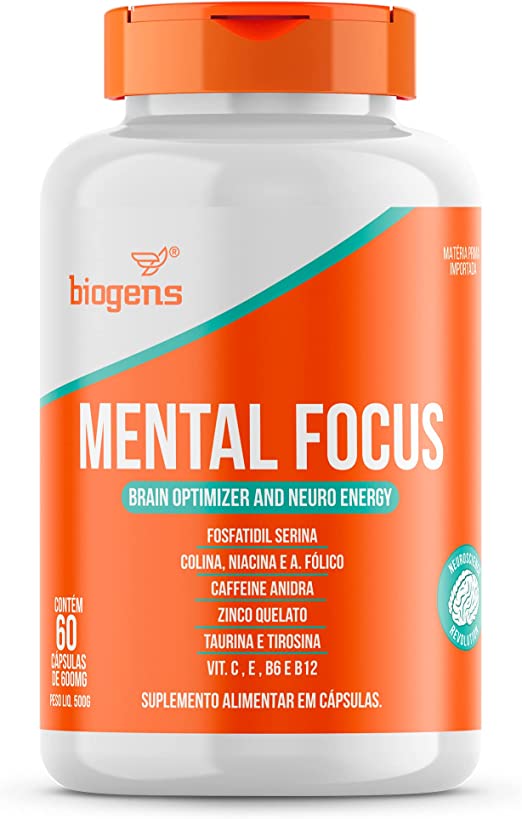 biogens®
MATÉRIA PRIMA
IMPORTADA
MENTAL FOCUS
BRAIN OPTIMIZER AND NEURO ENERGY
FOSFATIDIL SERINA
COLINA, NIACINA E A. FÓLICO
CAFFEINE ANIDRA
ZINCO QUELATO
TAURINA E TIROSINA
VIT. C , E , B6 E B12
SUPLEMENTO ALIMENTAR EM CÁPSULAS.
CONTÉM
60
CÁPSULAS
DE 600MG
PESO LIQ. 500G
NEUROSCIENCE
REVOLUTION